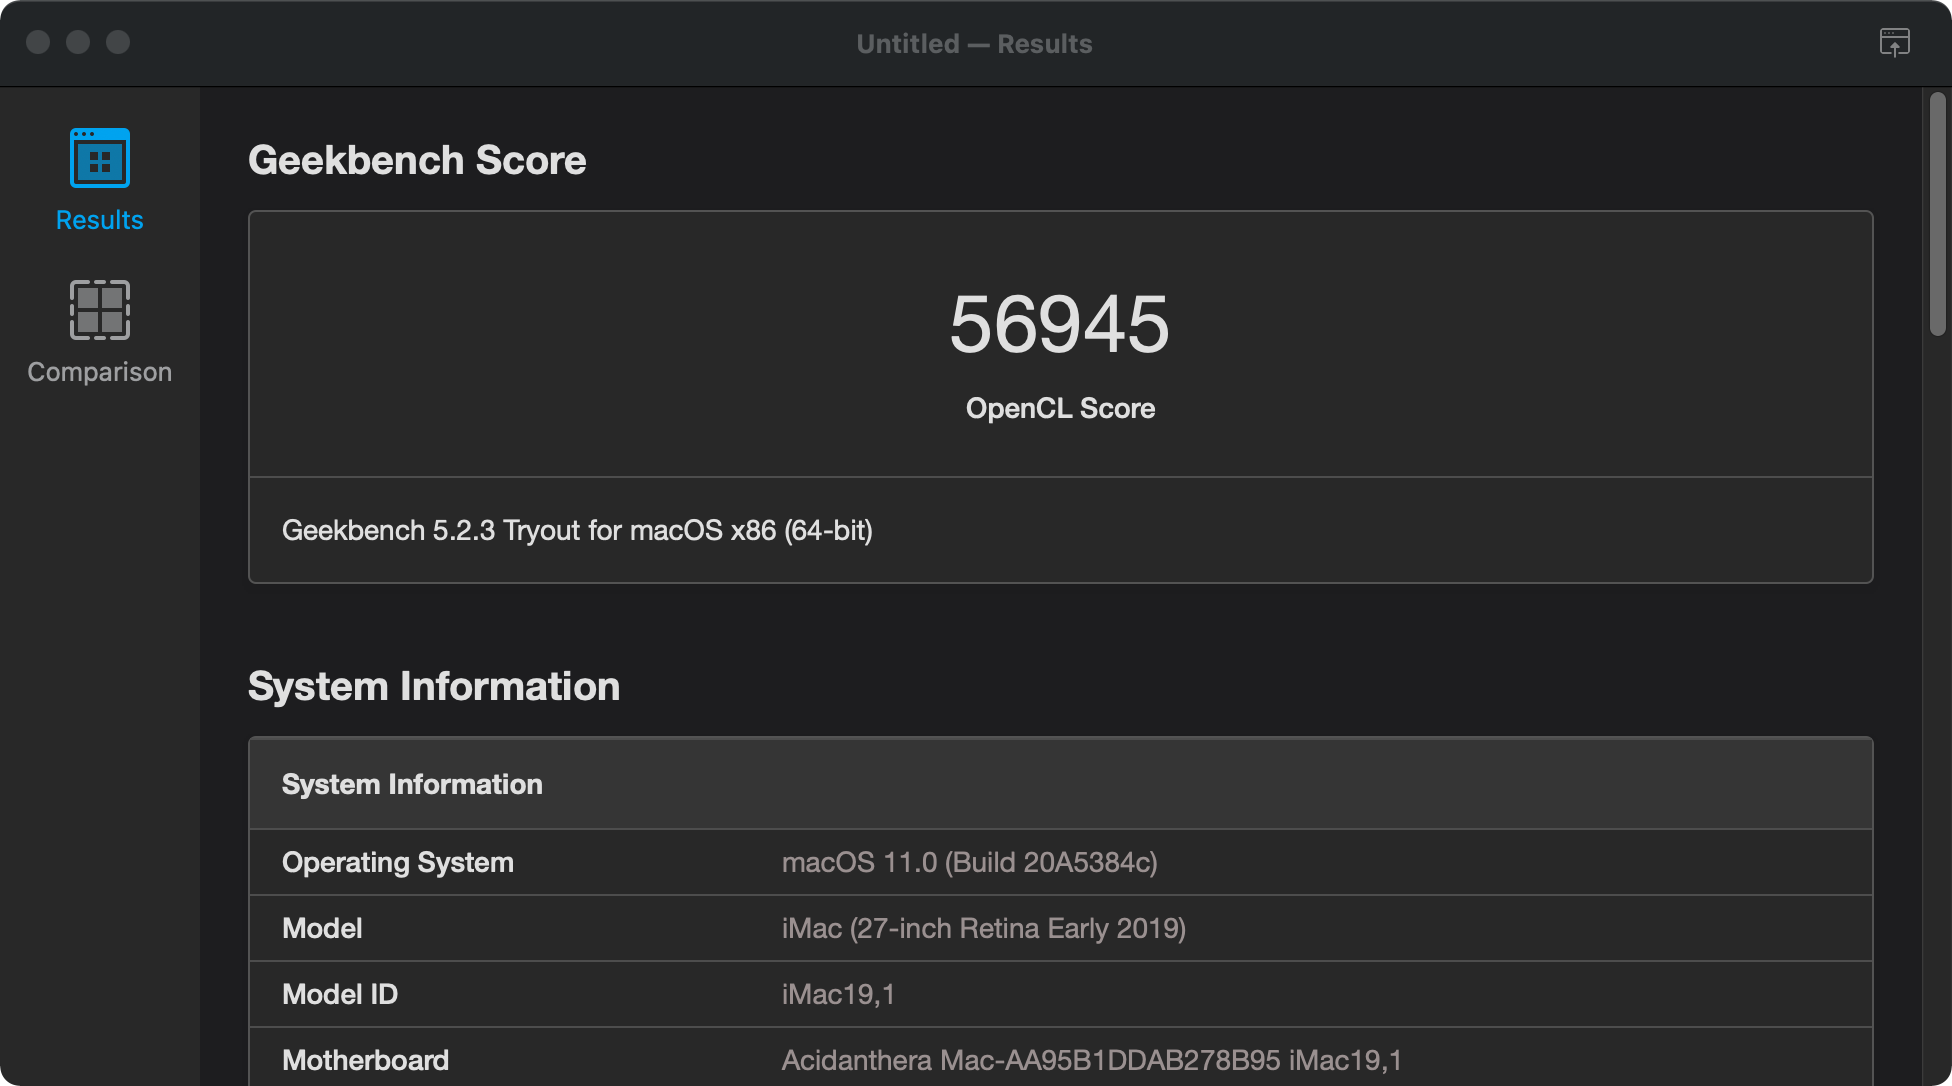 Untitled — Results
Results
Comparison
Geekbench Score
56945
OpenCL Score
Geekbench 5.2.3 Tryout for macOS x86 (64-bit)
System Information
System Information
Operating System macOS 11.0 (Build 20A5384c)
Model iMac (27-inch Retina Early 2019)
Model ID iMac19,1
Motherboard Acidanthera Mac-AA95B1DDAB278B95 iMac19,1